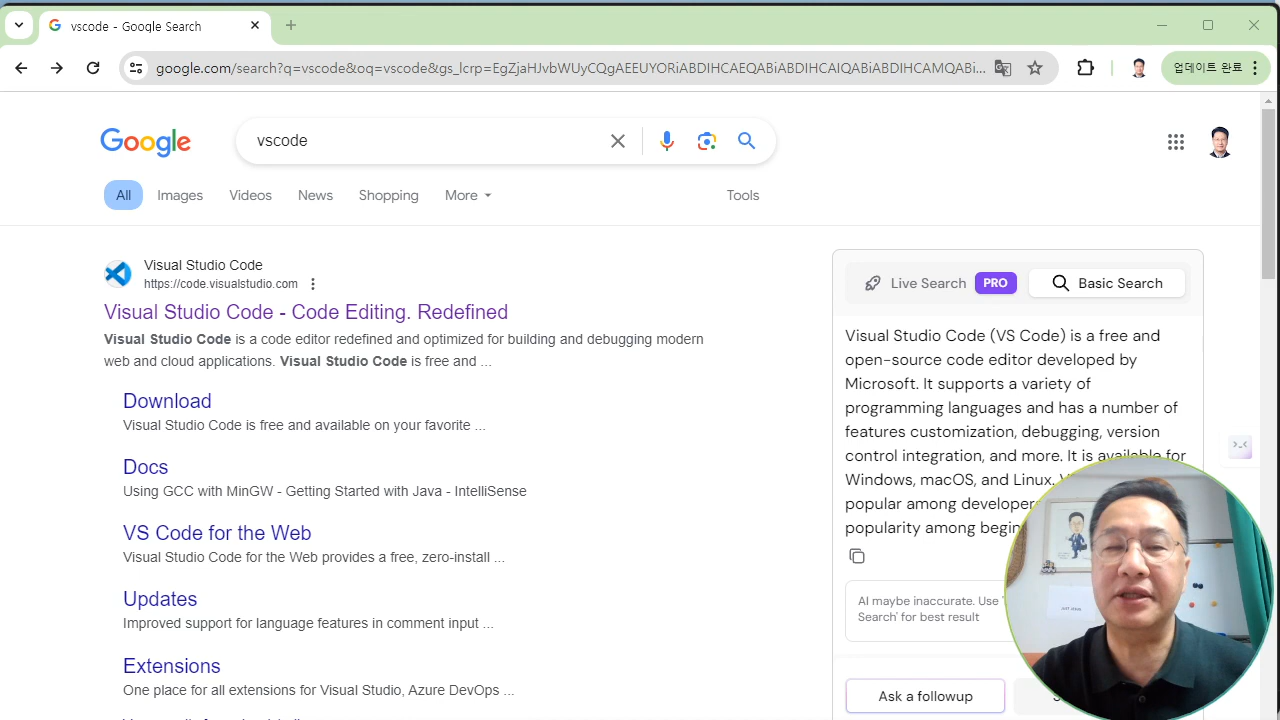 vscode - Google Search
google.com/search?q=vscode&oq=vscode&gs_lcrp=EgZjaHJvbWUyCQgAEEUYORiABDIHCAEQABiABDIHCAIQABiABDIHCAMQABi...
업데이트 완료
Google
vscode
All
Images
Videos
News
Shopping
More
Tools
Visual Studio Code
https://code.visualstudio.com
Visual Studio Code - Code Editing. Redefined
Visual Studio Code is a code editor redefined and optimized for building and debugging modern
web and cloud applications. Visual Studio Code is free and ...
Download
Visual Studio Code is free and available on your favorite ...
Docs
Using GCC with MinGW - Getting Started with Java - IntelliSense
VS Code for the Web
Visual Studio Code for the Web provides a free, zero-install ...
Updates
Improved support for language features in comment input ...
Extensions
One place for all extensions for Visual Studio, Azure DevOps ...
Live Search PRO
Basic Search
Visual Studio Code (VS Code) is a free and
open-source code editor developed by
Microsoft. It supports a variety of
programming languages and has a number of
features customization, debugging, version
control integration, and more. It is available for
Windows, macOS, and Linux.
popular among
popularity among
AI maybe inaccurate. Use
Search' for best result
Ask a followup